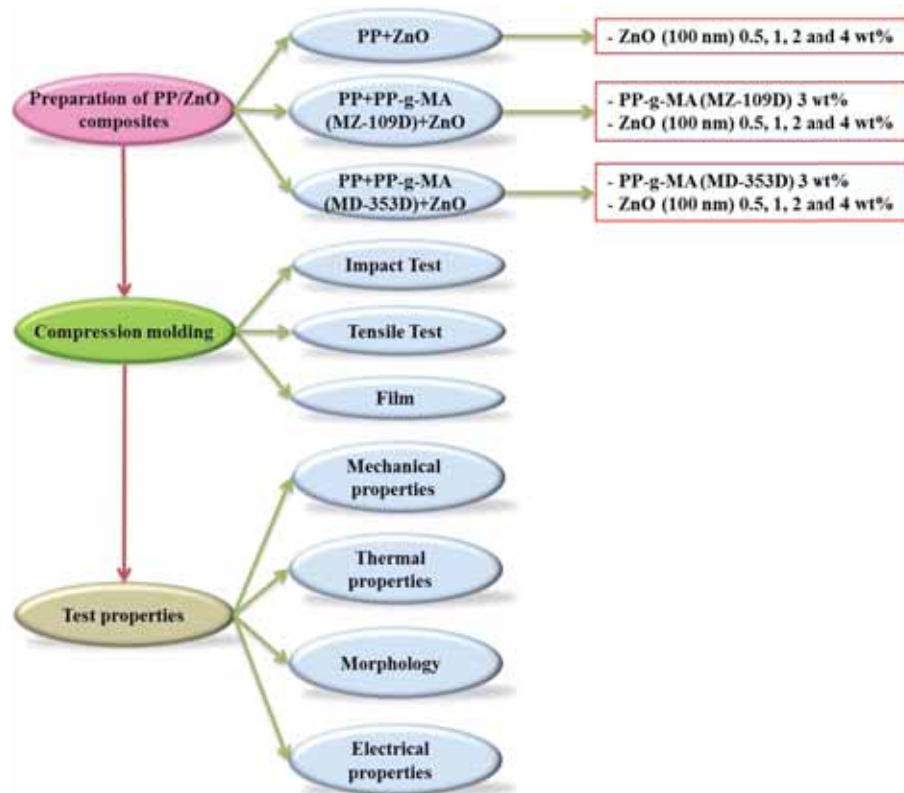 PP+ZnO
- ZnO (100 nm) 0.5, 1, 2 and 4 wt%
Preparation of PP/ZnO
composites
PP+PP-g-MA
(MZ-109D)+ZnO
- PP-g-MA (MZ-109D) 3 wt%
- ZnO (100 nm) 0.5, 1, 2 and 4 wt%
PP+PP-g-MA
(MD-353D)+ZnO
- PP-g-MA (MD-353D) 3 wt%
- ZnO (100 nm) 0.5, 1, 2 and 4 wt%
Compression molding
Impact Test
Tensile Test
Film
Test properties
Mechanical
properties
Thermal
properties
Morphology
Electrical
properties